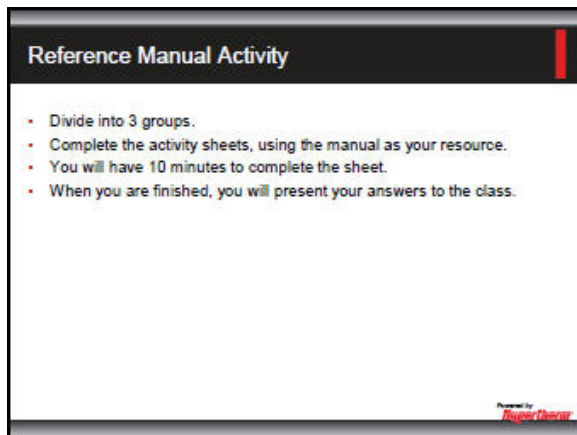 Reference Manual Activity
• Divide into 3 groups.
• Complete the activity sheets, using the manual as your resource.
• You will have 10 minutes to complete the sheet.
• When you are finished, you will present your answers to the class.
Powered by
Hypertherm